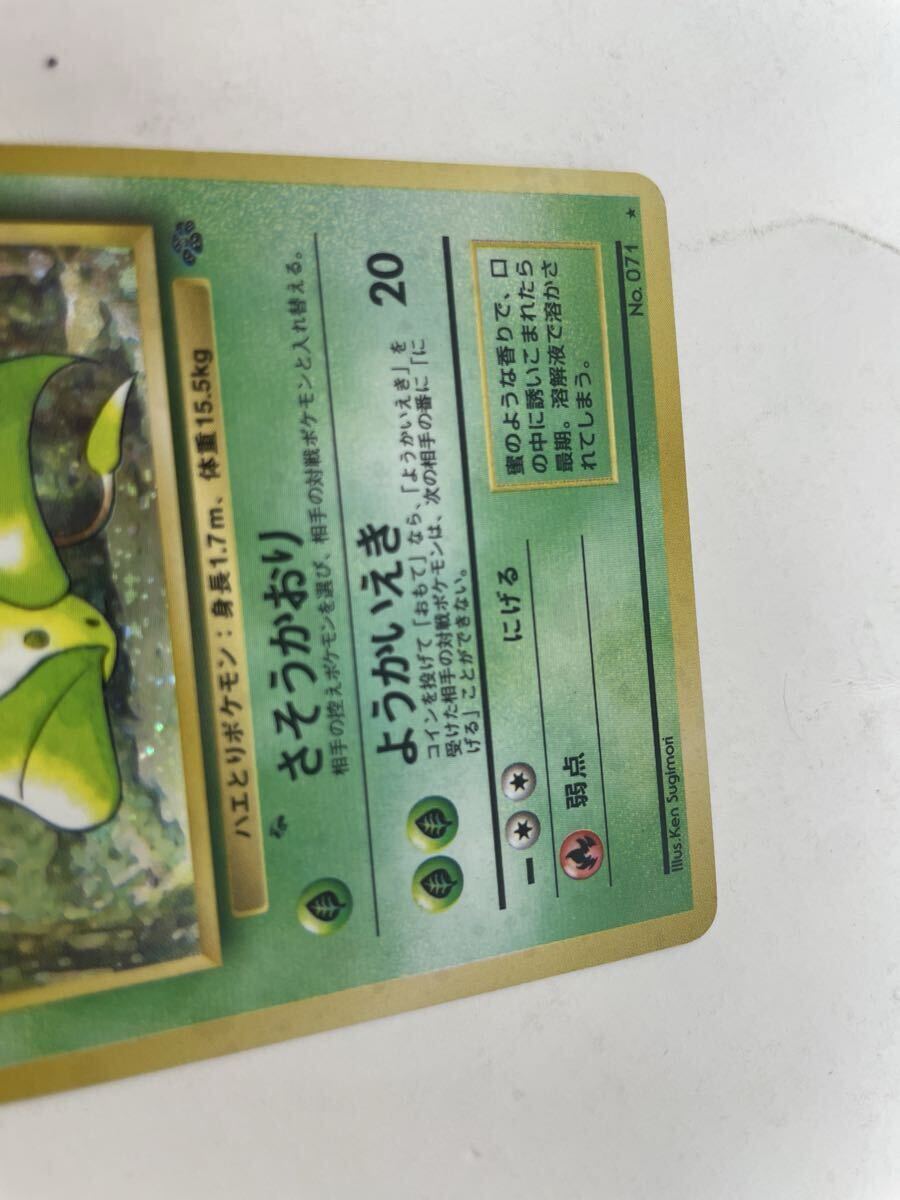 ハエとりポケモン：身長1.7m、体重15.5kg
さそうかおり
相手の控えポケモンを選び、相手の対戦ポケモンと入れ替える。
ようかいえき 20
コインを投げて「おもて」なら、「ようかいえき」を
受けた相手の対戦ポケモンは、次の相手の番に「に
げる」ことができない。
にげる
弱点
蜜のような香りで、口
の中に誘いこまれたら
最期。溶解液で溶かさ
れてしまう。
Illus. Ken Sugimori
No. 071 ★